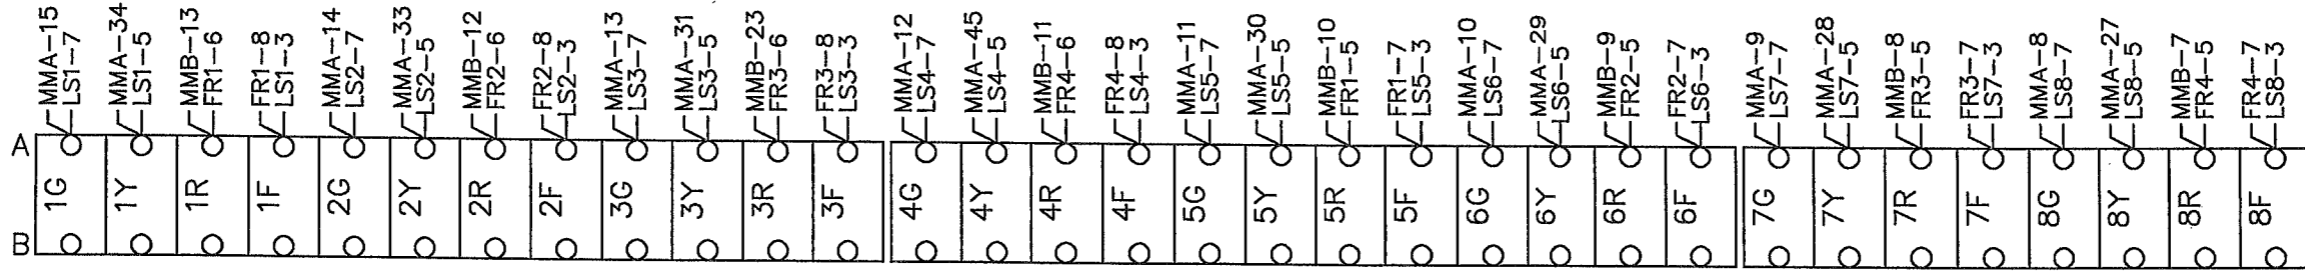 MMA-15
LS1-7
MMA-34
LS1-5
MMB-13
FR1-6
FR1-8
LS1-3
MMA-14
LS2-7
MMA-33
LS2-5
MMB-12
FR2-6
FR2-8
LS2-3
MMA-13
LS3-7
MMA-31
LS3-5
MMB-23
FR3-6
FR3-8
LS3-3
MMA-12
LS4-7
MMA-45
LS4-5
MMB-11
FR4-6
FR4-8
LS4-3
MMA-11
LS5-7
MMA-30
LS5-5
MMB-10
FR1-5
FR1-7
LS5-3
MMA-10
LS6-7
MMA-29
LS6-5
MMB-9
FR2-5
FR2-7
LS6-3
MMA-9
LS7-7
MMA-28
LS7-5
MMB-8
FR3-5
FR3-7
LS7-3
MMA-8
LS8-7
MMA-27
LS8-5
MMB-7
FR4-5
FR4-7
LS8-3
A
1G
1Y
1R
1F
2G
2Y
2R
2F
3G
3Y
3R
3F
4G
4Y
4R
4F
5G
5Y
5R
5F
6G
6Y
6R
6F
7G
7Y
7R
7F
8G
8Y
8R
8F
B